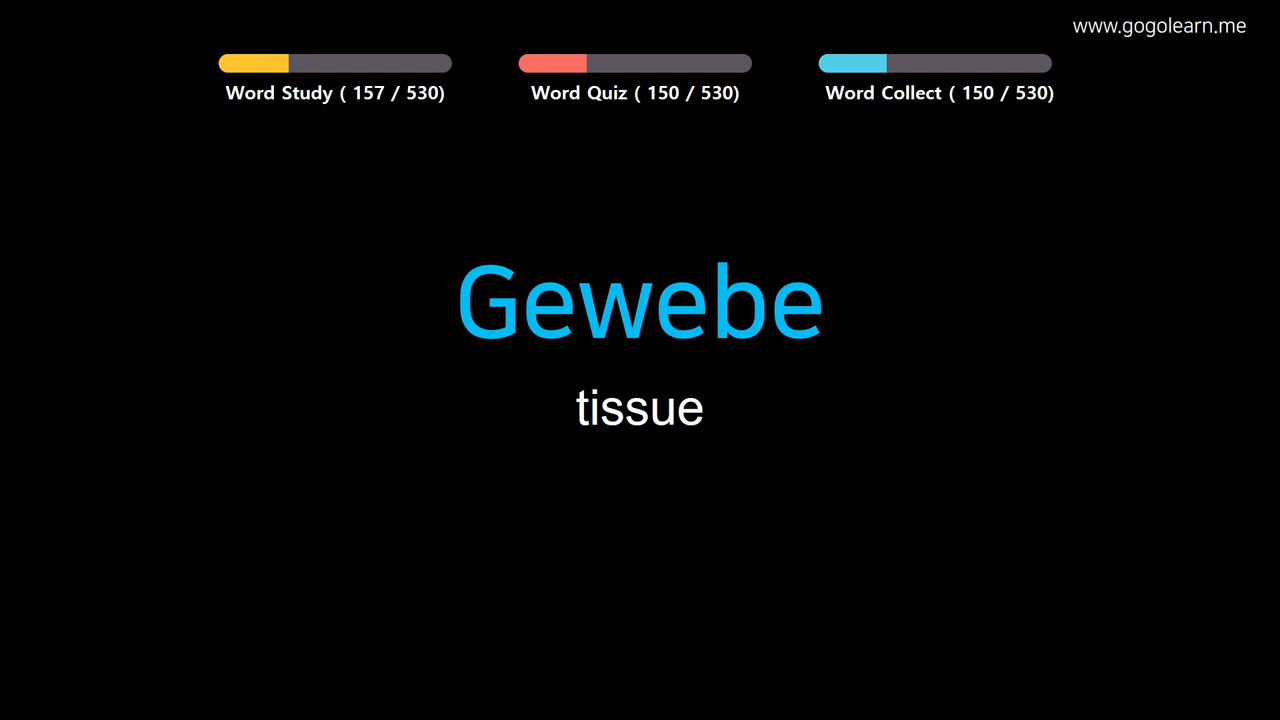 www.gogolearn.me
Word Study ( 157 / 530)
Word Quiz ( 150 / 530)
Word Collect ( 150 / 530)
Gewebe
tissue